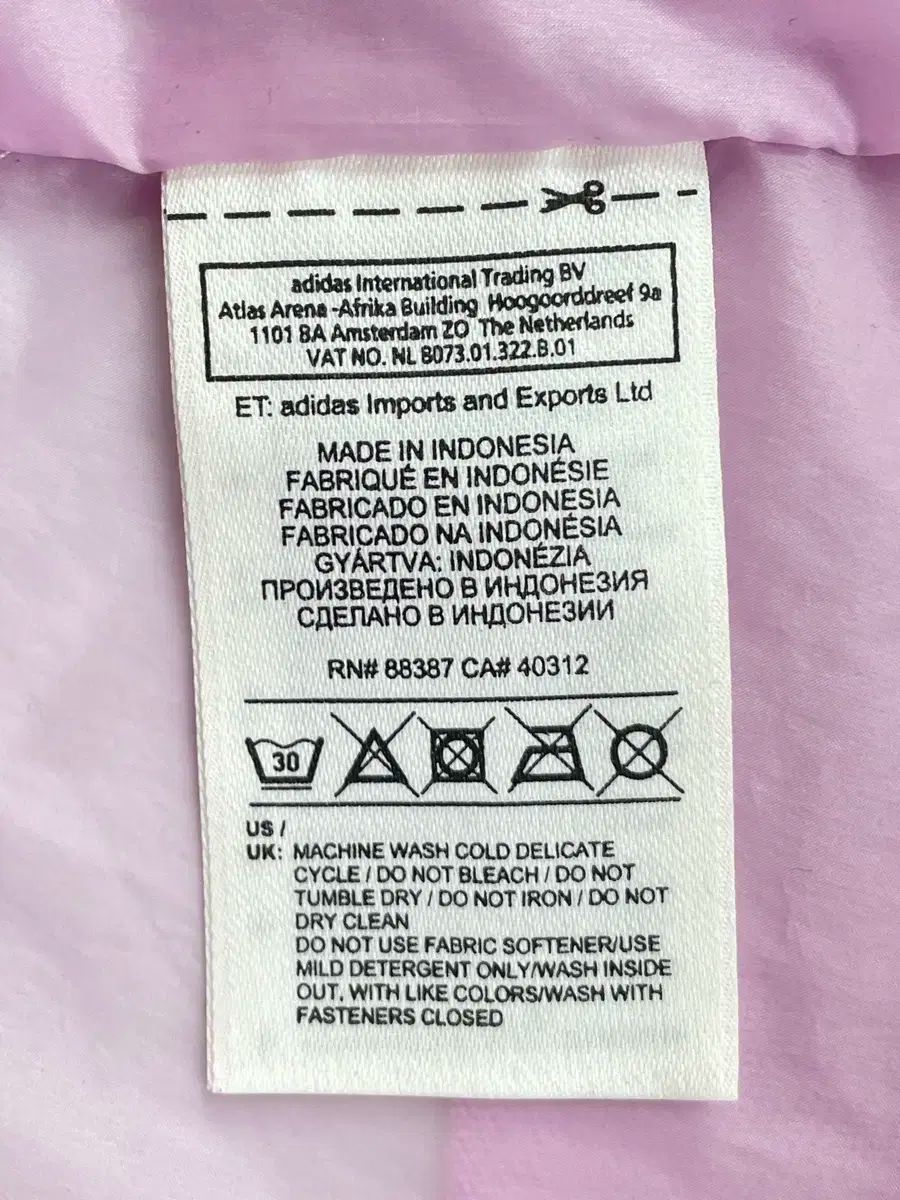 adidas International Trading BV
Atlas Arena -Afrika Building Hoogoorddreef 9a
1101 BA Amsterdam ZO The Netherlands
VAT NO. NL 8073.01.322.B.01
ET: adidas Imports and Exports Ltd
MADE IN INDONESIA
FABRIQUÉ EN INDONÉSIE
FABRICADO EN INDONESIA
FABRICADO NA INDONÉSIA
GYÁRTVA: INDONÉZIA
ПРОИЗВЕДЕНО В ИНДОНЕЗИЯ
СДЕЛАНО В ИНДОНЕЗИИ
RN# 88387 CA# 40312
30
US /
UK: MACHINE WASH COLD DELICATE
CYCLE / DO NOT BLEACH / DO NOT
TUMBLE DRY / DO NOT IRON / DO NOT
DRY CLEAN
DO NOT USE FABRIC SOFTENER/USE
MILD DETERGENT ONLY/WASH INSIDE
OUT, WITH LIKE COLORS/WASH WITH
FASTENERS CLOSED